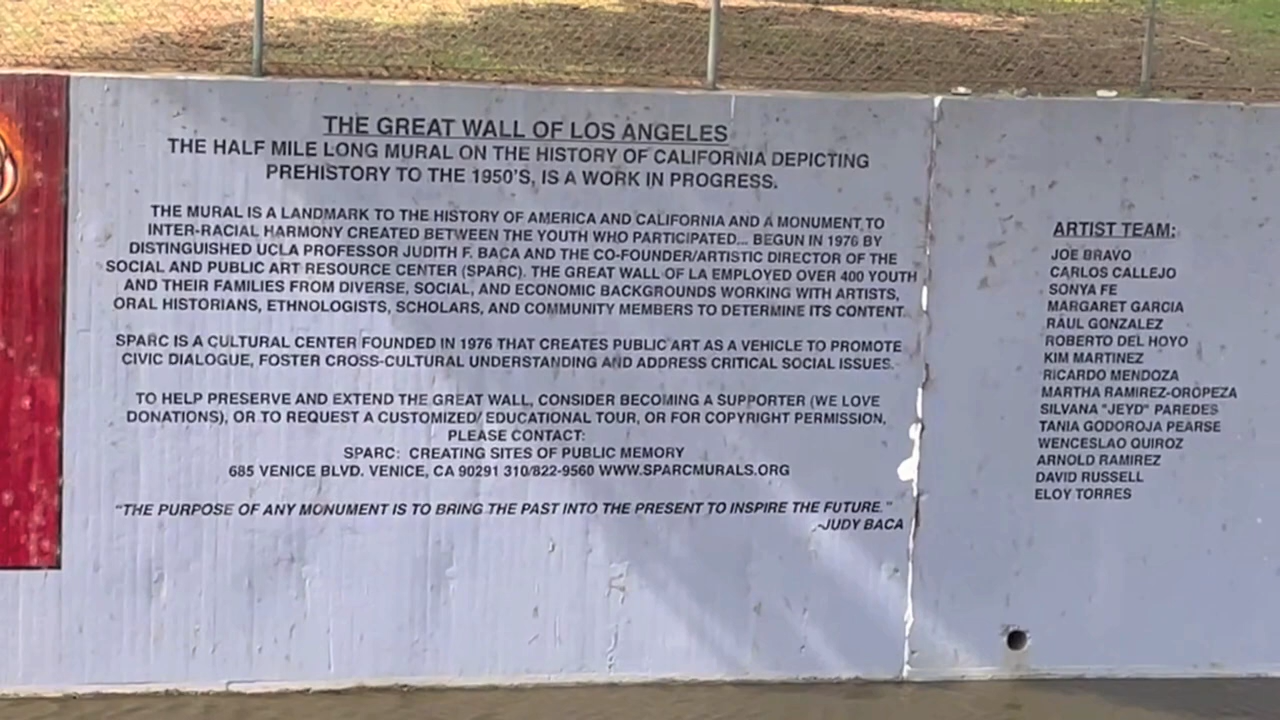 THE GREAT WALL OF LOS ANGELES
THE HALF MILE LONG MURAL ON THE HISTORY OF CALIFORNIA DEPICTING
PREHISTORY TO THE 1950'S, IS A WORK IN PROGRESS.
THE MURAL IS A LANDMARK TO THE HISTORY OF AMERICA AND CALIFORNIA AND A MONUMENT TO
INTER-RACIAL HARMONY CREATED BETWEEN THE YOUTH WHO PARTICIPATED... BEGUN IN 1976 BY
DISTINGUISHED UCLA PROFESSOR JUDITH F. BACA AND THE CO-FOUNDER/ARTISTIC DIRECTOR OF THE
SOCIAL AND PUBLIC ART RESOURCE CENTER (SPARC). THE GREAT WALL OF LA EMPLOYED OVER 400 YOUTH
AND THEIR FAMILIES FROM DIVERSE, SOCIAL, AND ECONOMIC BACKGROUNDS WORKING WITH ARTISTS,
ORAL HISTORIANS, ETHNOLOGISTS, SCHOLARS, AND COMMUNITY MEMBERS TO DETERMINE ITS CONTENT.
SPARC IS A CULTURAL CENTER FOUNDED IN 1976 THAT CREATES PUBLIC ART AS A VEHICLE TO PROMOTE
CIVIC DIALOGUE, FOSTER CROSS-CULTURAL UNDERSTANDING AND ADDRESS CRITICAL SOCIAL ISSUES.
TO HELP PRESERVE AND EXTEND THE GREAT WALL, CONSIDER BECOMING A SUPPORTER (WE LOVE
DONATIONS), OR TO REQUEST A CUSTOMIZED/ EDUCATIONAL TOUR, OR FOR COPYRIGHT PERMISSION,
PLEASE CONTACT:
SPARC: CREATING SITES OF PUBLIC MEMORY
685 VENICE BLVD. VENICE, CA 90291 310/822-9560 WWW.SPARCMURALS.ORG
"THE PURPOSE OF ANY MONUMENT IS TO BRING THE PAST INTO THE PRESENT TO INSPIRE THE FUTURE."
-JUDY BACA
ARTIST TEAM:
JOE BRAVO
CARLOS CALLEJO
SONYA FE
MARGARET GARCIA
RAUL GONZALEZ
ROBERTO DEL HOYO
KIM MARTINEZ
RICARDO MENDOZA
MARTHA RAMIREZ-OROPEZA
SILVANA "JEYD" PAREDES
TANIA GODOROJA PEARSE
WENCESLAO QUIROZ
ARNOLD RAMIREZ
DAVID RUSSELL
ELOY TORRES